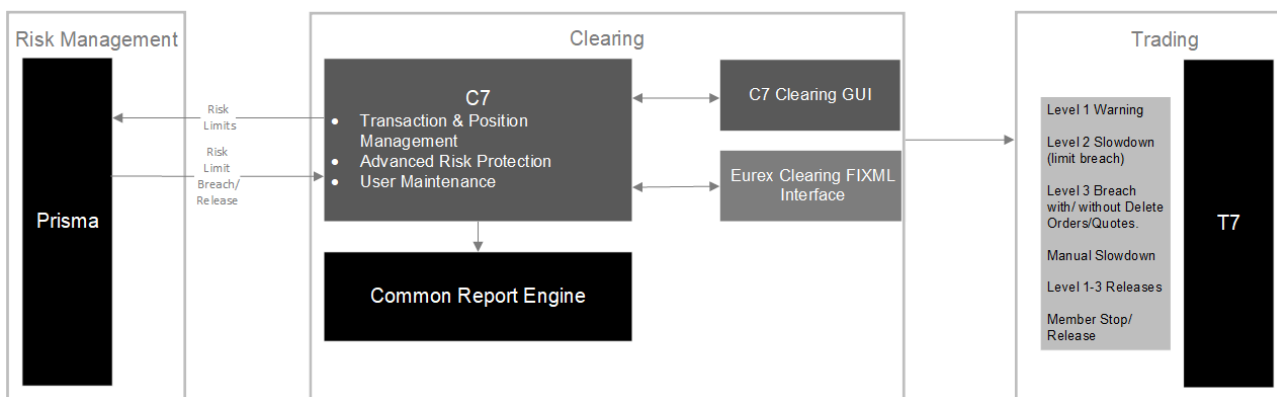 Risk Management
Prisma
Risk
Limits
Risk
Limit
Breach/
Release
Clearing
C7
• Transaction & Position
Management
• Advanced Risk Protection
• User Maintenance
Common Report Engine
C7 Clearing GUI
Eurex Clearing FIXML
Interface
Trading
Level 1 Warning
Level 2 Slowdown
(limit breach)
Level 3 Breach
with/ without Delete
Orders/Quotes.
Manual Slowdown
Level 1-3 Releases
Member Stop/
Release
T7